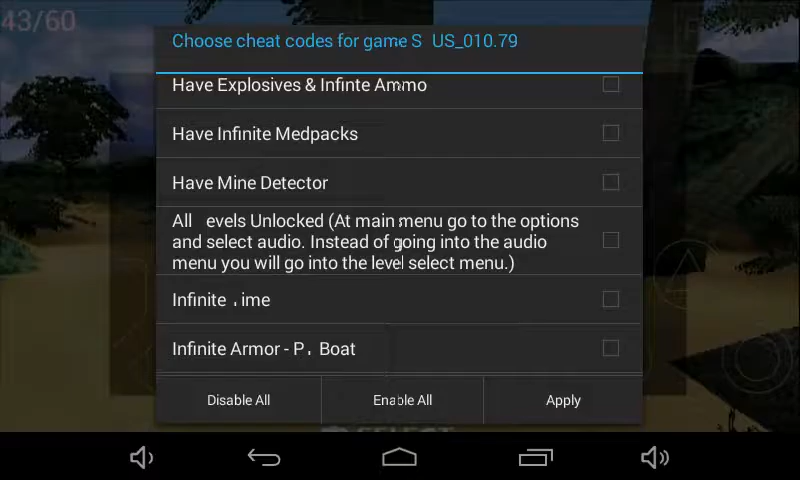 43/60
Choose cheat codes for game S US_010.79
Have Explosives & Infinte Ammo
Have Infinite Medpacks
Have Mine Detector
All evels Unlocked (At main menu go to the options
and select audio. Instead of going into the audio
menu you will go into the level select menu.)
Infinite .ime
Infinite Armor - P. Boat
Disable All
Enable All
Apply
SELECT